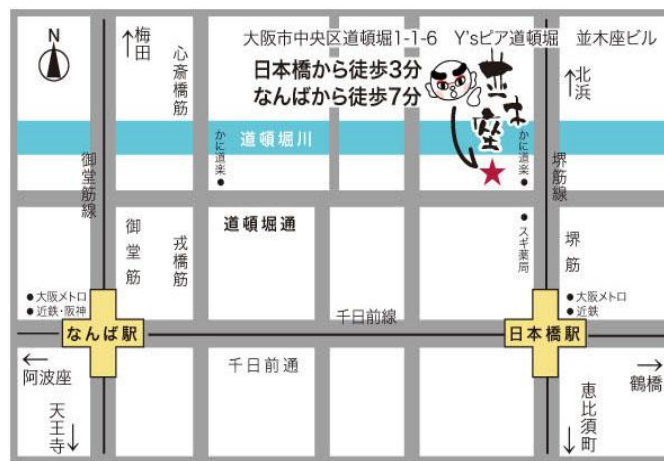 N
梅田
心斎橋筋
大阪市中央区道頓堀1-1-6　Y'sピア道頓堀　並木座ビル
日本橋から徒歩3分
なんばから徒歩7分
並木座
北浜
道頓堀川
かに道楽
かに道楽
御堂筋線
堺筋線
御堂筋
戎橋筋
道頓堀通
スギ薬局
堺筋
大阪メトロ
近鉄・阪神
なんば駅
千日前線
大阪メトロ
近鉄
日本橋駅
阿波座
千日前通
鶴橋
天王寺
恵比須町